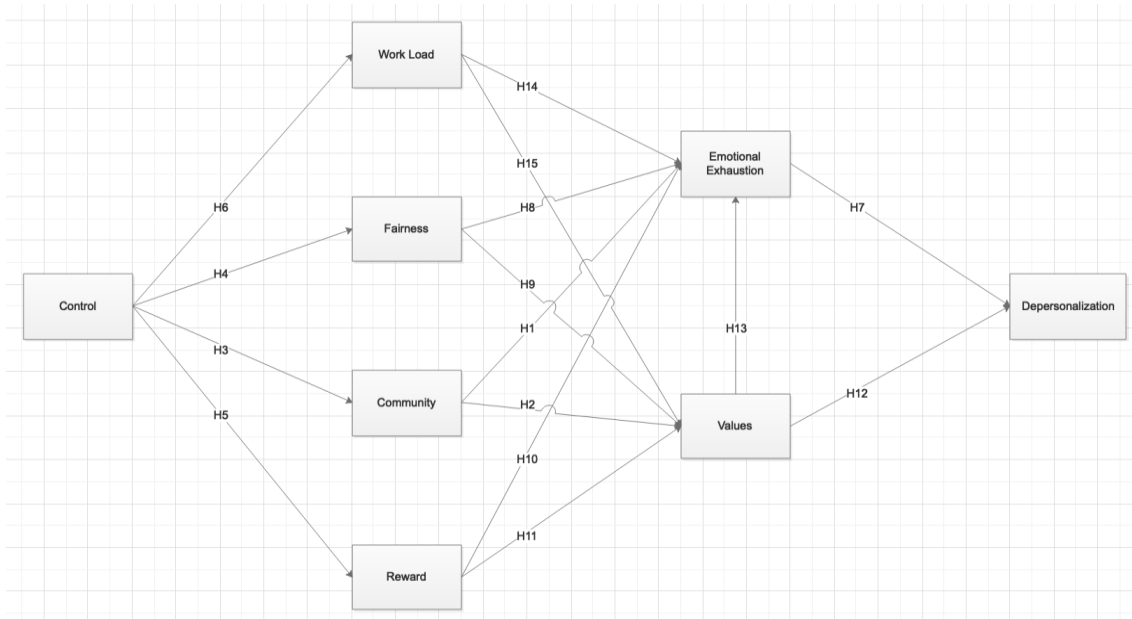 Work Load
H14
Emotional
Exhaustion
H15
H6
H8
H7
Fairness
H4
H9
Control
Depersonalization
H1
H13
H3
H12
Community
H2
H5
Values
H10
H11
Reward